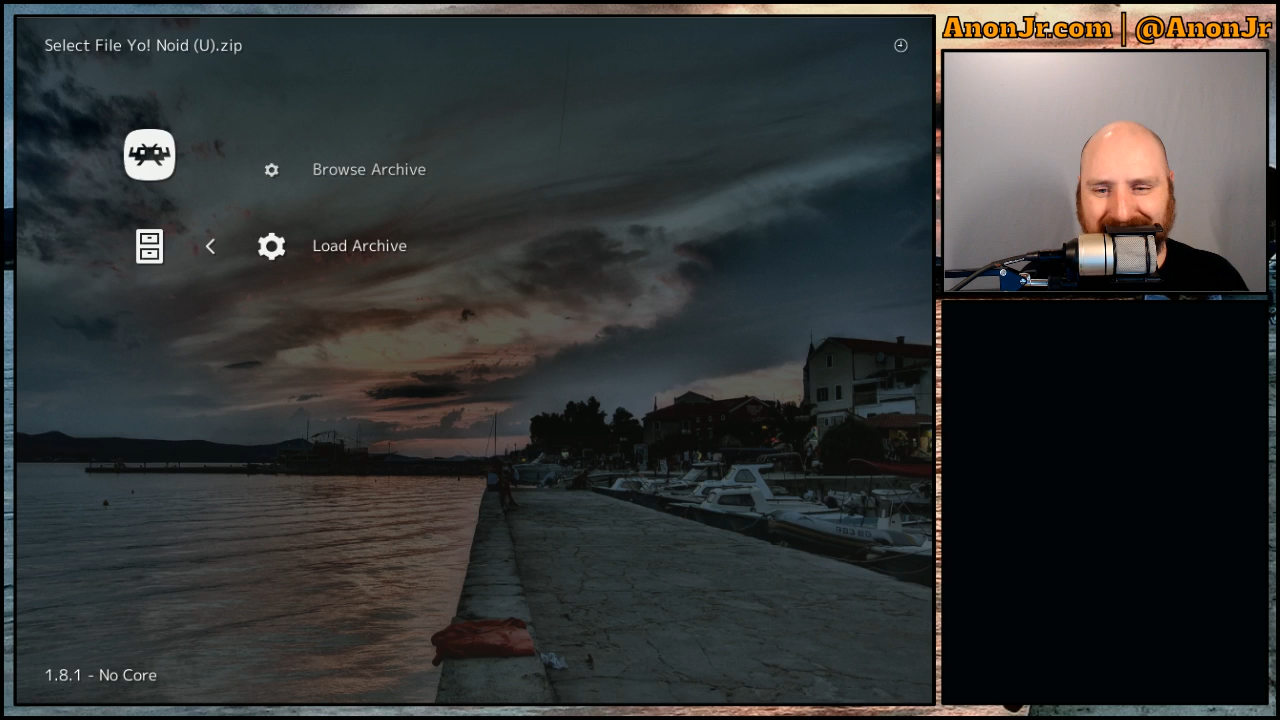 Select File Yo! Noid (U).zip
AnonJr.com | @AnonJr
Browse Archive
Load Archive
1.8.1 - No Core